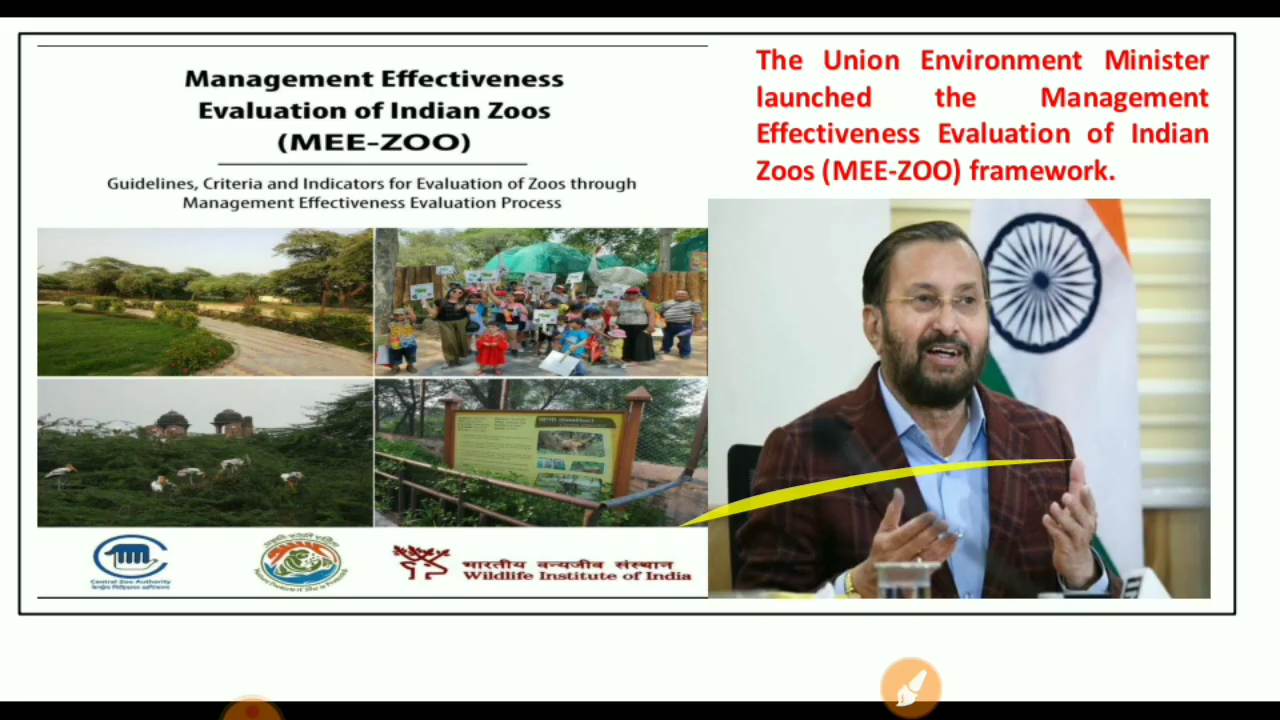 Management Effectiveness
Evaluation of Indian Zoos
(MEE-ZOO)
Guidelines, Criteria and Indicators for Evaluation of Zoos through
Management Effectiveness Evaluation Process
Central Zoo Authority
भारतीय वन्यजीव संस्थान
Wildlife Institute of India
The Union Environment Minister
launched the Management
Effectiveness Evaluation of Indian
Zoos (MEE-ZOO) framework.